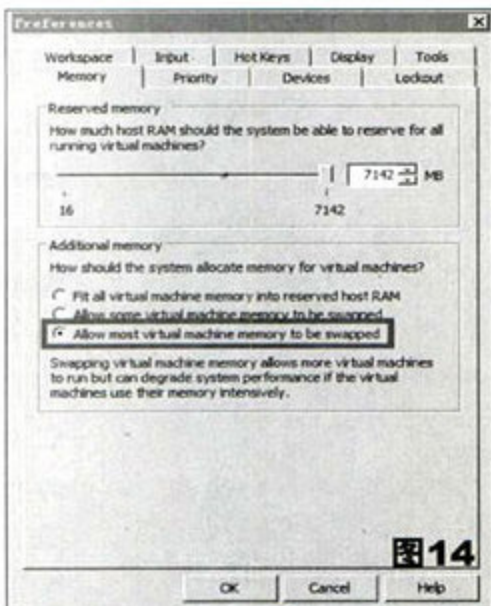 Preferences
Workspace Input Hot Keys Display Tools
Memory Priority Devices Lockout
Reserved memory
How much host RAM should the system be able to reserve for all
running virtual machines?
7142 MB
16 7142
Additional memory
How should the system allocate memory for virtual machines?
Fit all virtual machine memory into reserved host RAM
Allow some virtual machine memory to be swapped
Allow most virtual machine memory to be swapped
Swapping virtual machine memory allows more virtual machines
to run but can degrade system performance if the virtual
machines use their memory intensively.
图14
OK Cancel Help